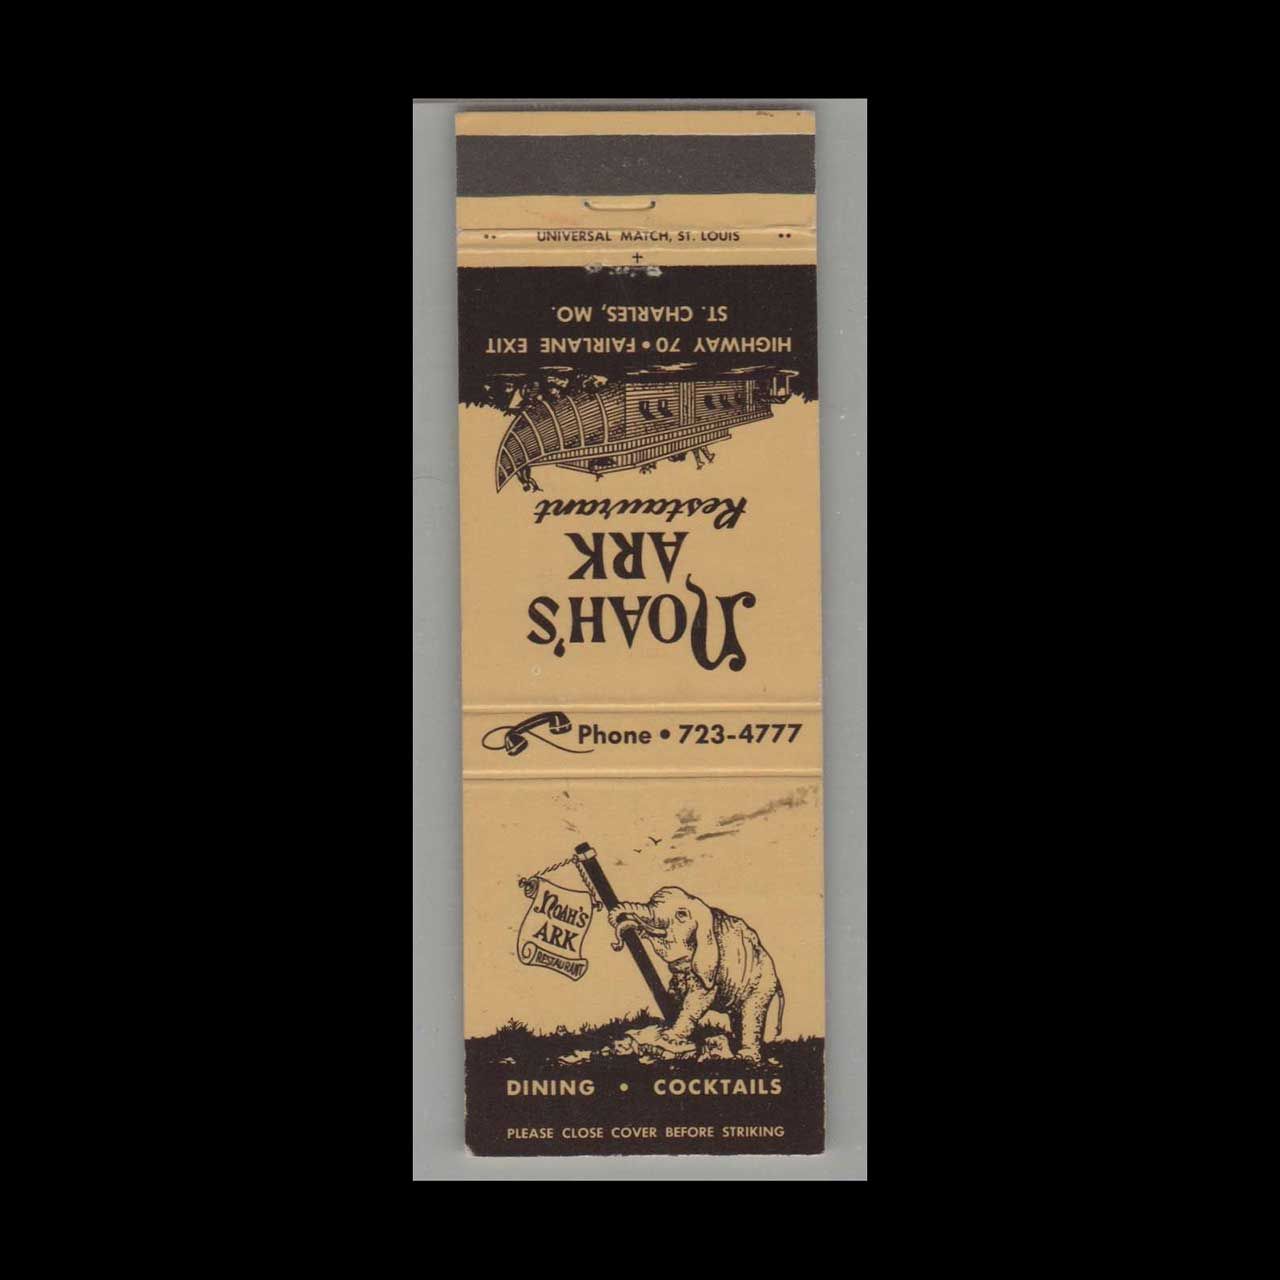 UNIVERSAL MATCH, ST. LOUIS
NOAH'S
ARK
Restaurant
HIGHWAY 70 • FAIRLANE EXIT
ST. CHARLES, MO.
Phone • 723-4777
NOAH'S
ARK
RESTAURANT
DINING • COCKTAILS
PLEASE CLOSE COVER BEFORE STRIKING